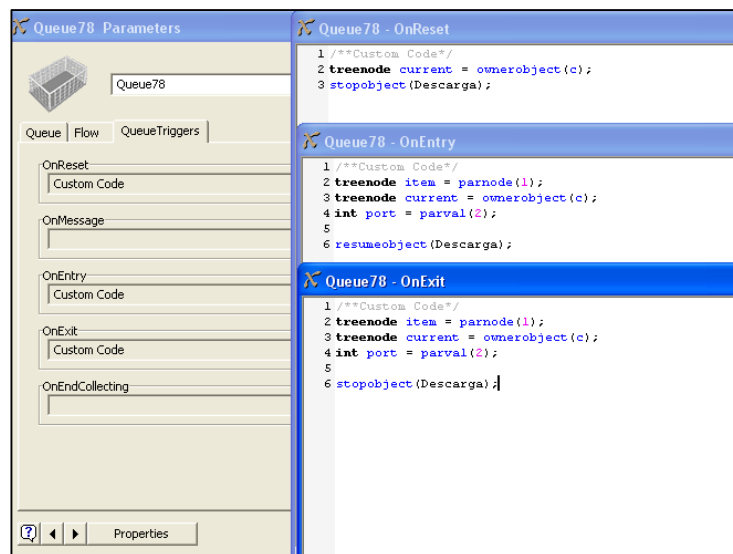 Queue78 Parameters
Queue78
Queue
Flow
QueueTriggers
OnReset
Custom Code
OnMessage
OnEntry
Custom Code
OnExit
Custom Code
OnEndCollecting
Properties
Queue78 - OnReset
1 /**Custom Code*/
2 treenode current = ownerobject(c);
3 stopobject(Descarga);
Queue78 - OnEntry
1 /**Custom Code*/
2 treenode item = parnode(1);
3 treenode current = ownerobject(c);
4 int port = parval(2);
5
6 resumeobject(Descarga);
Queue78 - OnExit
1 /**Custom Code*/
2 treenode item = parnode(1);
3 treenode current = ownerobject(c);
4 int port = parval(2);
5
6 stopobject(Descarga);